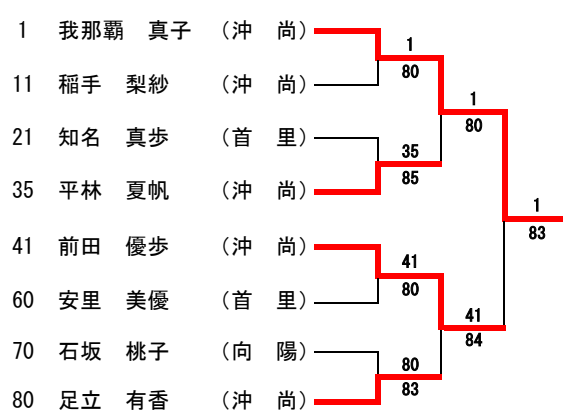 1 我那覇 真子 (沖 尚)
1
80
11 稲手 梨紗 (沖 尚)
1
80
21 知名 真歩 (首 里)
35
85
35 平林 夏帆 (沖 尚)
1
83
41 前田 優歩 (沖 尚)
41
80
60 安里 美優 (首 里)
41
84
70 石坂 桃子 (向 陽)
80
83
80 足立 有香 (沖 尚)